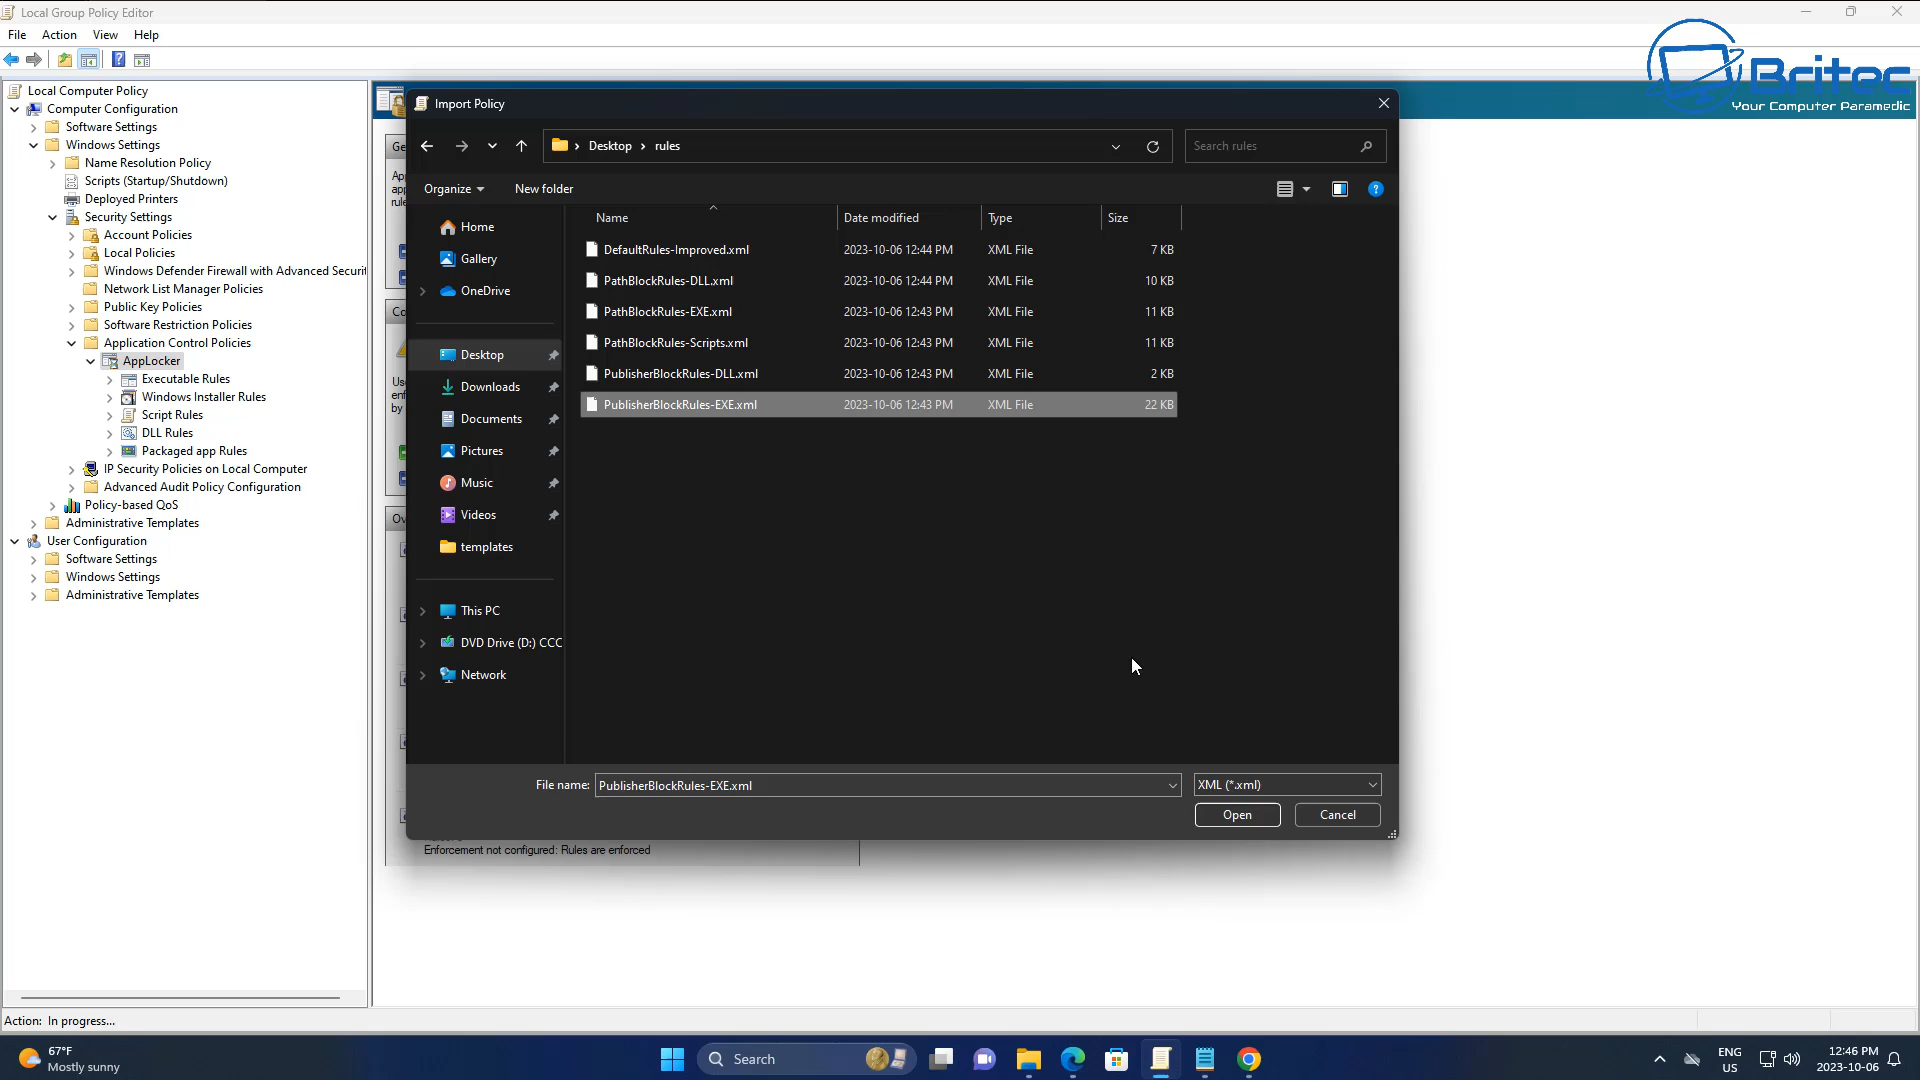 Local Group Policy Editor
File Action View Help
Local Computer Policy
Computer Configuration
Software Settings
Windows Settings
Name Resolution Policy
Scripts (Startup/Shutdown)
Deployed Printers
Security Settings
Account Policies
Local Policies
Windows Defender Firewall with Advanced Securit
Network List Manager Policies
Public Key Policies
Software Restriction Policies
Application Control Policies
AppLocker
Executable Rules
Windows Installer Rules
Script Rules
DLL Rules
Packaged app Rules
IP Security Policies on Local Computer
Advanced Audit Policy Configuration
Policy-based QoS
Administrative Templates
User Configuration
Software Settings
Windows Settings
Administrative Templates
Britec
Your Computer Paramedic
Import Policy
Desktop rules
Search rules
Organize New folder
Home
Gallery
OneDrive
Desktop
Downloads
Documents
Pictures
Music
Videos
templates
This PC
DVD Drive (D:) CCC
Network
Name Date modified Type Size
DefaultRules-Improved.xml 2023-10-06 12:44 PM XML File 7 KB
PathBlockRules-DLL.xml 2023-10-06 12:44 PM XML File 10 KB
PathBlockRules-EXE.xml 2023-10-06 12:43 PM XML File 11 KB
PathBlockRules-Scripts.xml 2023-10-06 12:43 PM XML File 11 KB
PublisherBlockRules-DLL.xml 2023-10-06 12:43 PM XML File 2 KB
PublisherBlockRules-EXE.xml 2023-10-06 12:43 PM XML File 22 KB
File name: PublisherBlockRules-EXE.xml XML (*.xml)
Open Cancel
Enforcement not configured: Rules are enforced
Action: In progress...
67°F
Mostly sunny
Search
ENG
US
12:46 PM
2023-10-06